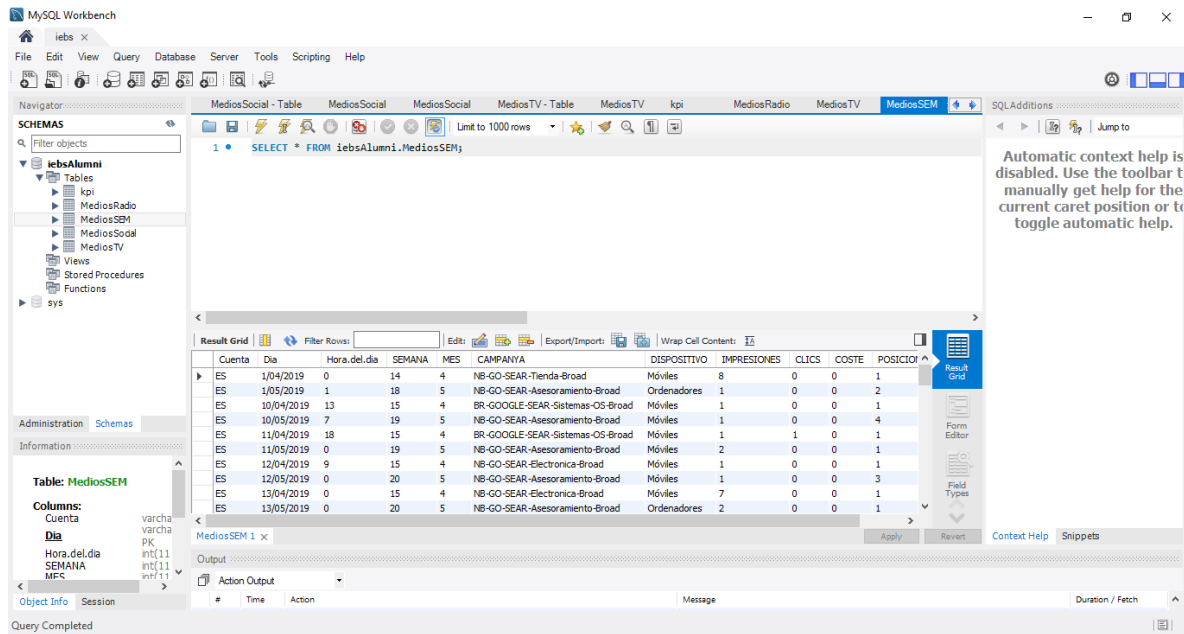 MySQL Workbench
iebs
File Edit View Query Database Server Tools Scripting Help
Navigator
SCHEMAS
Filter objects
iebsAlumni
Tables
kpi
MediosRadio
MediosSEM
MediosSocial
MediosTV
Views
Stored Procedures
Functions
sys
Administration Schemas
Information
Table: MediosSEM
Columns:
Cuenta varcha
Dia varcha
PK
Hora.del.dia int(11
SEMANA int(11
MES int(11
Object Info Session
MediosSocial - Table MediosSocial MediosSocial MediosTV - Table MediosTV kpi MediosRadio MediosTV MediosSEM
Limit to 1000 rows
1 SELECT * FROM iebsAlumni.MediosSEM;
Result Grid Filter Rows: Edit: Export/Import: Wrap Cell Content:
Cuenta Dia Hora.del.dia SEMANA MES CAMPANYA DISPOSITIVO IMPRESIONES CLICS COSTE POSICION
ES 1/04/2019 0 14 4 NB-GO-SEAR-Tienda-Broad Móviles 8 0 0 1
ES 1/05/2019 1 18 5 NB-GO-SEAR-Asesoramiento-Broad Ordenadores 1 0 0 2
ES 10/04/2019 13 15 4 BR-GOOGLE-SEAR-Sistemas-OS-Broad Móviles 1 0 0 1
ES 10/05/2019 7 19 5 NB-GO-SEAR-Asesoramiento-Broad Móviles 1 0 0 4
ES 11/04/2019 18 15 4 BR-GOOGLE-SEAR-Sistemas-OS-Broad Móviles 1 1 0 1
ES 11/05/2019 0 19 5 NB-GO-SEAR-Asesoramiento-Broad Móviles 2 0 0 1
ES 12/04/2019 9 15 4 NB-GO-SEAR-Electronica-Broad Móviles 1 0 0 1
ES 12/05/2019 0 20 5 NB-GO-SEAR-Asesoramiento-Broad Móviles 1 0 0 3
ES 13/04/2019 0 15 4 NB-GO-SEAR-Electronica-Broad Móviles 7 0 0 1
ES 13/05/2019 0 20 5 NB-GO-SEAR-Asesoramiento-Broad Ordenadores 2 0 0 1
Result
Grid
Form
Editor
Field
Types
MediosSEM 1 Apply Revert
Output
Action Output
# Time Action Message Duration / Fetch
SQLAdditions
Jump to
Automatic context help is
disabled. Use the toolbar t
manually get help for the
current caret position or to
toggle automatic help.
Context Help Snippets
Query Completed